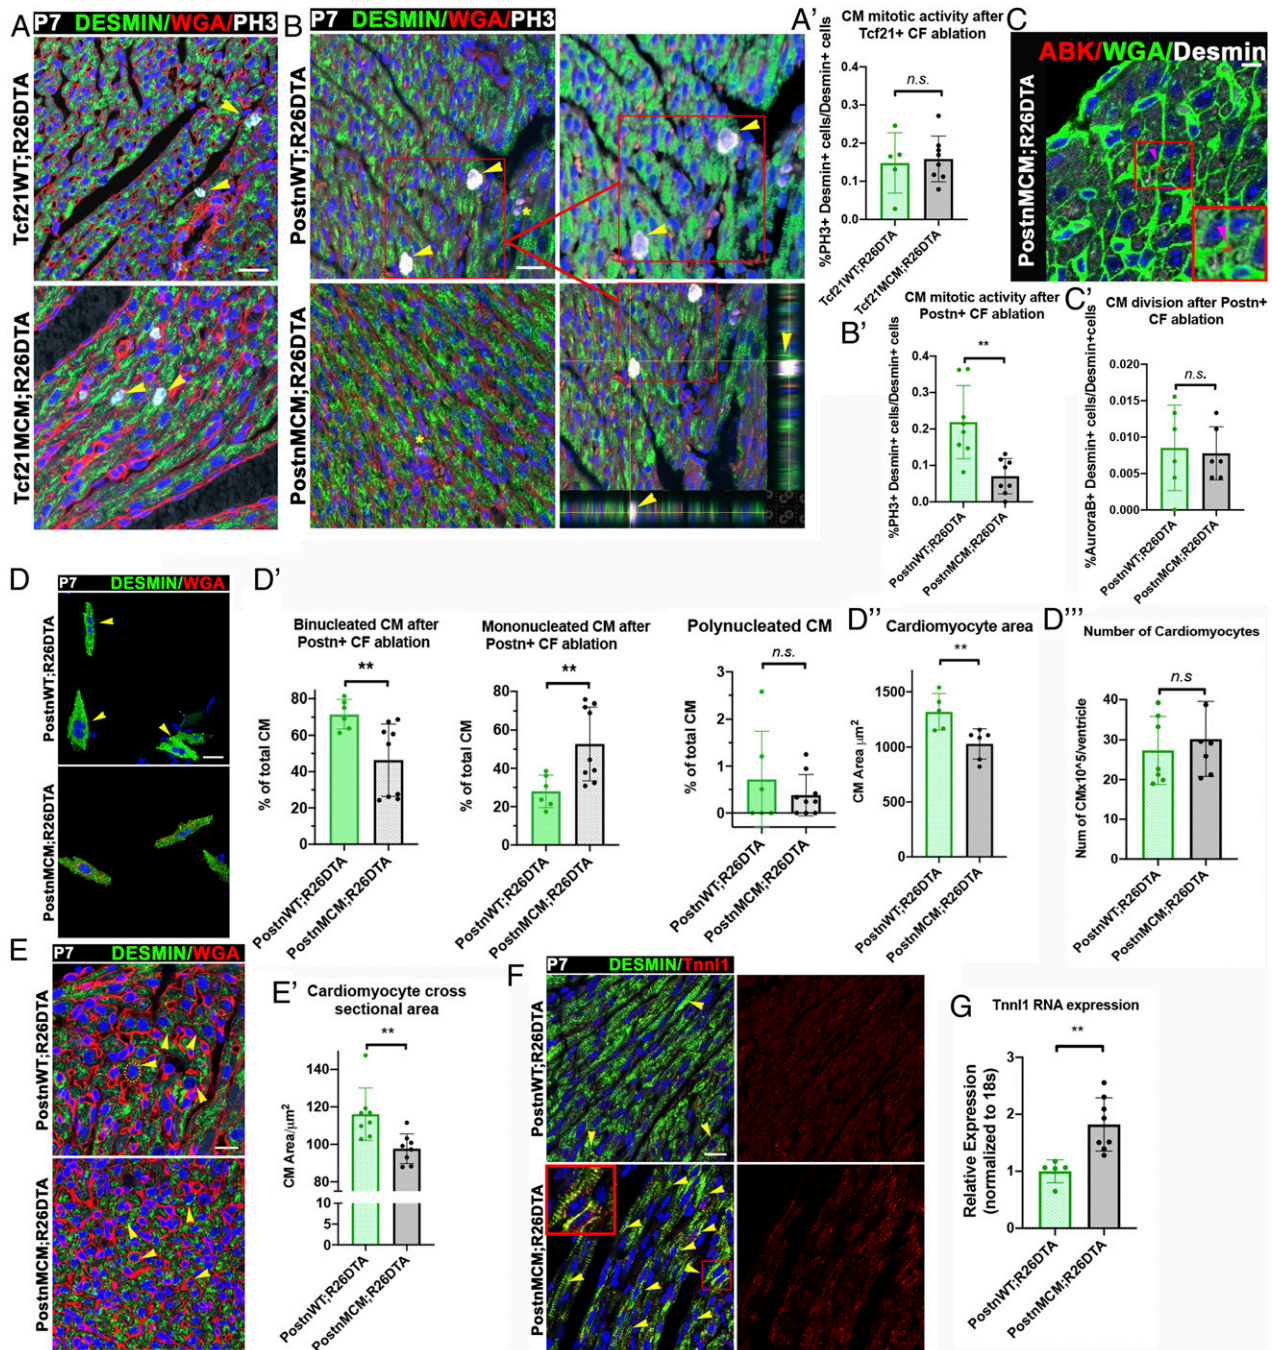 A
P7 DESMIN/WGA/PH3
Tcf21WT;R26DTA
Tcf21MCM;R26DTA
B
P7 DESMIN/WGA/PH3
PostnWT;R26DTA
PostnMCM;R26DTA
*
*
A'
CM mitotic activity after
Tcf21+ CF ablation
%PH3+ Desmin+ cells/Desmin+ cells
0.4
0.3
0.2
0.1
0.0
n.s.
Tcf21WT;R26DTA
Tcf21MCM;R26DTA
C
ABK/WGA/Desmin
PostnMCM;R26DTA
B'
CM mitotic activity after
Postn+ CF ablation
%PH3+ Desmin+ cells/Desmin+ cells
0.4
0.3
0.2
0.1
0.0
**
PostnWT;R26DTA
PostnMCM;R26DTA
C'
CM division after Postn+
CF ablation
%AuroraB+ Desmin+ cells/Desmin+cells
0.020
0.015
0.010
0.005
0.000
n.s.
PostnWT;R26DTA
PostnMCM;R26DTA
D
P7 DESMIN/WGA
PostnWT;R26DTA
PostnMCM;R26DTA
D'
Binucleated CM after
Postn+ CF ablation
% of total CM
80
60
40
20
0
**
PostnWT;R26DTA
PostnMCM;R26DTA
Mononucleated CM after
Postn+ CF ablation
% of total CM
80
60
40
20
0
**
PostnWT;R26DTA
PostnMCM;R26DTA
Polynucleated CM
% of total CM
3
2
1
0
n.s.
PostnWT;R26DTA
PostnMCM;R26DTA
D''
Cardiomyocyte area
CM Area μm²
1500
1000
500
0
**
PostnWT;R26DTA
PostnMCM;R26DTA
D'''
Number of Cardiomyocytes
Num of CMx10^5/ventricle
40
30
20
10
0
n.s
PostnWT;R26DTA
PostnMCM;R26DTA
E
P7 DESMIN/WGA
PostnWT;R26DTA
PostnMCM;R26DTA
E'
Cardiomyocyte cross
sectional area
CM Area/μm²
140
120
100
80
10
5
0
**
PostnWT;R26DTA
PostnMCM;R26DTA
F
P7 DESMIN/TnnI1
PostnWT;R26DTA
PostnMCM;R26DTA
G
TnnI1 RNA expression
Relative Expression
(normalized to 18s)
3
2
1
0
**
PostnWT;R26DTA
PostnMCM;R26DTA